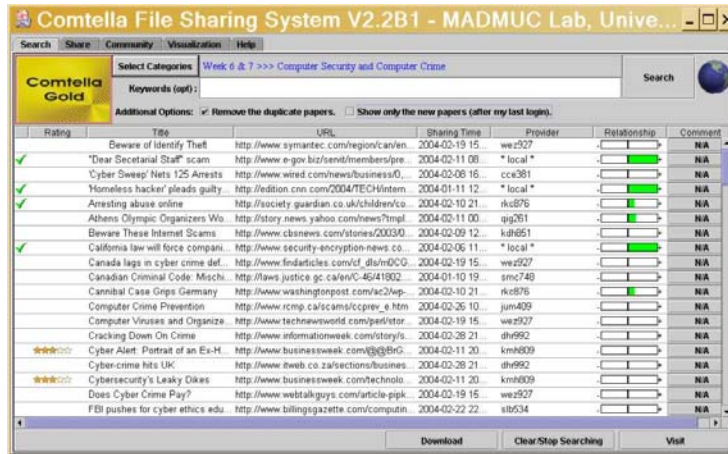 Comtella File Sharing System V2.2B1 - MADMUC Lab, Unive...
Search Share Community Visualization Help
Comtella Gold
Select Categories Week 6 & 7 >>> Computer Security and Computer Crime
Keywords (opt) :
Search
Additional Options: Remove the duplicate papers. Show only the new papers (after my last login).
Rating Title URL Sharing Time Provider Relationship Comment
Beware of Identify Theft http://www.symantec.com/region/can/en... 2004-02-19 15... wez927 N/A
"Dear Secetarial Staff" scam http://www.e-gov.biz/servit/members/pre... 2004-02-11 08... * local * N/A
'Cyber Sweep' Nets 125 Arrests http://www.wired.com/news/business/0,... 2004-02-08 16... cce381 N/A
'Homeless hacker' pleads guilty... http://edition.cnn.com/2004/TECH/intern... 2004-01-11 12... * local * N/A
Arresting abuse online http://society.guardian.co.uk/children/co... 2004-02-10 21... rkc876 N/A
Athens Olympic Organizers Wo... http://story.news.yahoo.com/news?tmpl... 2004-02-11 00... qig261 N/A
Beware These Internet Scams http://www.cbsnews.com/stories/2003/0... 2004-02-09 12... kdh851 N/A
California law will force compani... http://www.security-encryption-news.co... 2004-02-06 11... * local * N/A
Canada lags in cyber crime def... http://www.findarticles.com/cf_dls/m0CG... 2004-02-19 15... wez927 N/A
Canadian Criminal Code: Mischi... http://laws.justice.gc.ca/en/C-46/41802... 2004-01-10 19... smc748 N/A
Cannibal Case Grips Germany http://www.washingtonpost.com/ac2/wp-... 2004-02-10 21... rkc876 N/A
Computer Crime Prevention http://www.rcmp.ca/scams/ccprev_e.htm 2004-02-26 10... jum409 N/A
Computer Viruses and Organize... http://www.technewsworld.com/perl/stor... 2004-02-19 15... wez927 N/A
Cracking Down On Crime http://www.informationweek.com/story/s... 2004-02-28 21... dhr992 N/A
Cyber Alert: Portrait of an Ex-H... http://www.businessweek.com/@@BrG... 2004-02-11 20... kmh809 N/A
Cyber-crime hits UK http://www.itweb.co.za/sections/busines... 2004-02-28 21... dhr992 N/A
Cybersecurity's Leaky Dikes http://www.businessweek.com/technolo... 2004-02-11 20... kmh809 N/A
Does Cyber Crime Pay? http://www.webtalkguys.com/article-pipk... 2004-02-19 15... wez927 N/A
FBI pushes for cyber ethics edu... http://www.billingsgazette.com/computin... 2004-02-22 22... slb534 N/A
Download Clear/Stop Searching Visit